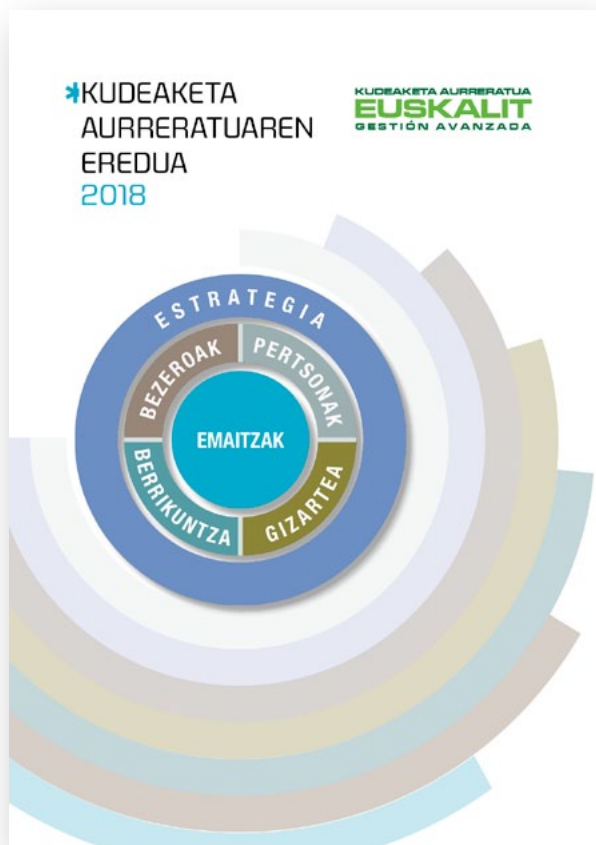 *KUDEAKETA
AURRERATUAREN
EREDUA
2018
KUDEAKETA AURRERATUA
EUSKALIT
GESTIÓN AVANZADA
ESTRATEGIA
BEZEROAK
PERTSONAK
EMAITZAK
BERRIKUNTZA
GIZARTEA